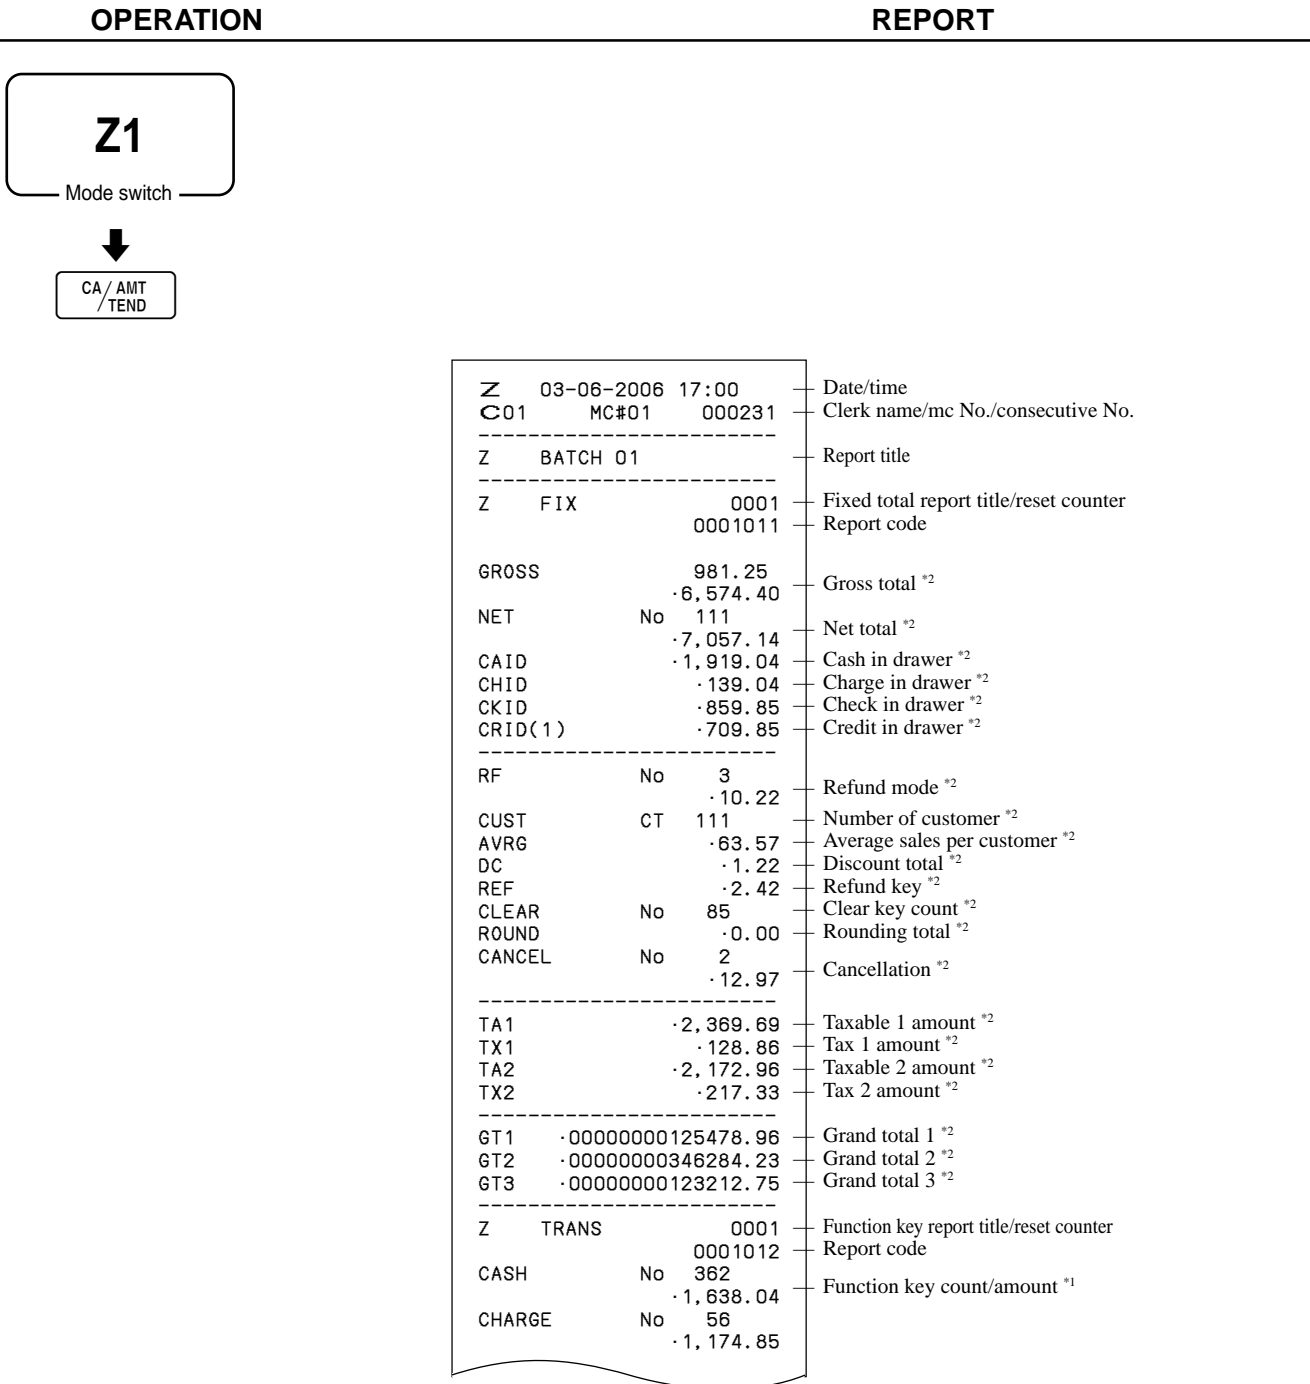 OPERATION REPORT
Z1
Mode switch
CA/AMT
/TEND
Z 03-06-2006 17:00 Date/time
C01 MC#01 000231 Clerk name/mc No./consecutive No.
-------------------------
Z BATCH 01 Report title
-------------------------
Z FIX 0001 Fixed total report title/reset counter
0001011 Report code
GROSS 981.25
·6,574.40 Gross total *2
NET No 111
·7,057.14 Net total *2
CAID ·1,919.04 Cash in drawer *2
CHID ·139.04 Charge in drawer *2
CKID ·859.85 Check in drawer *2
CRID(1) ·709.85 Credit in drawer *2
-------------------------
RF No 3
·10.22 Refund mode *2
CUST CT 111 Number of customer *2
AVRG ·63.57 Average sales per customer *2
DC ·1.22 Discount total *2
REF ·2.42 Refund key *2
CLEAR No 85 Clear key count *2
ROUND ·0.00 Rounding total *2
CANCEL No 2
·12.97 Cancellation *2
-------------------------
TA1 ·2,369.69 Taxable 1 amount *2
TX1 ·128.86 Tax 1 amount *2
TA2 ·2,172.96 Taxable 2 amount *2
TX2 ·217.33 Tax 2 amount *2
-------------------------
GT1 ·00000000125478.96 Grand total 1 *2
GT2 ·00000000346284.23 Grand total 2 *2
GT3 ·00000000123212.75 Grand total 3 *2
-------------------------
Z TRANS 0001 Function key report title/reset counter
0001012 Report code
CASH No 362
·1,638.04 Function key count/amount *1
CHARGE No 56
·1,174.85